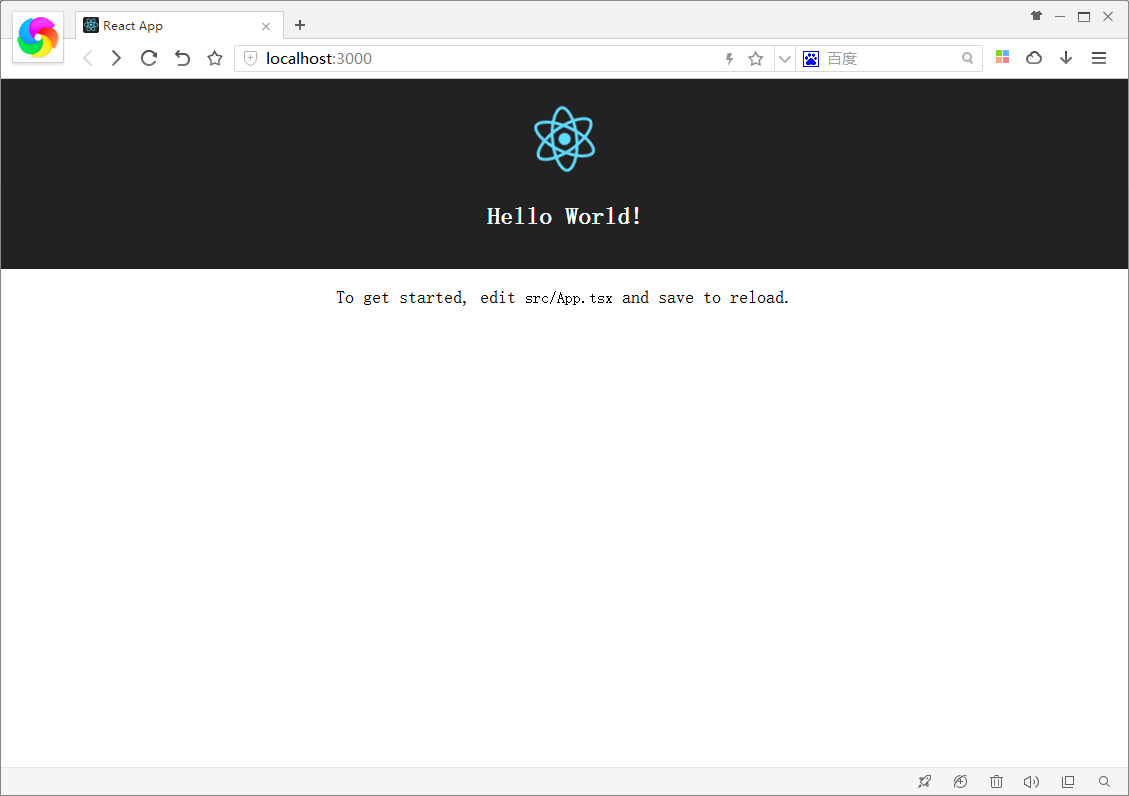 React App
localhost:3000
百度
Hello World!
To get started, edit src/App.tsx and save to reload.